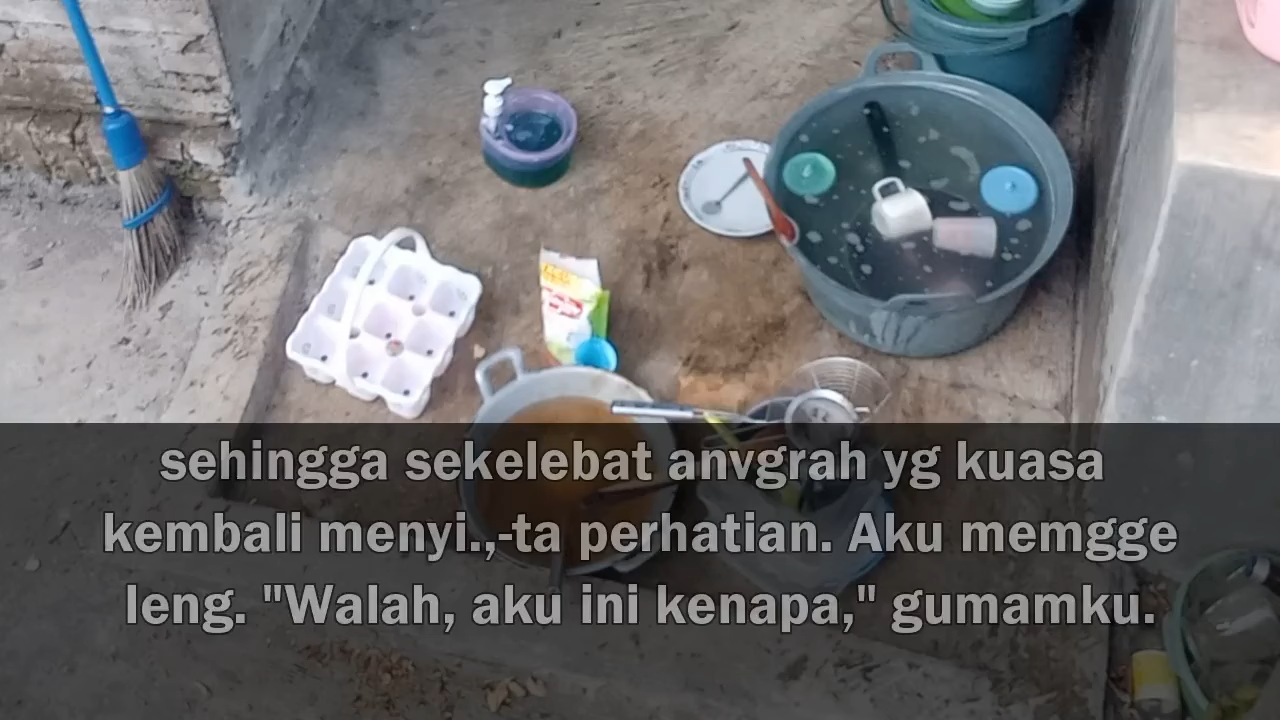 sehingga sekelebat anvgrah yg kuasa
kembali menyi.,-ta perhatian. Aku memgge
leng. "Walah, aku ini kenapa," gumamku.